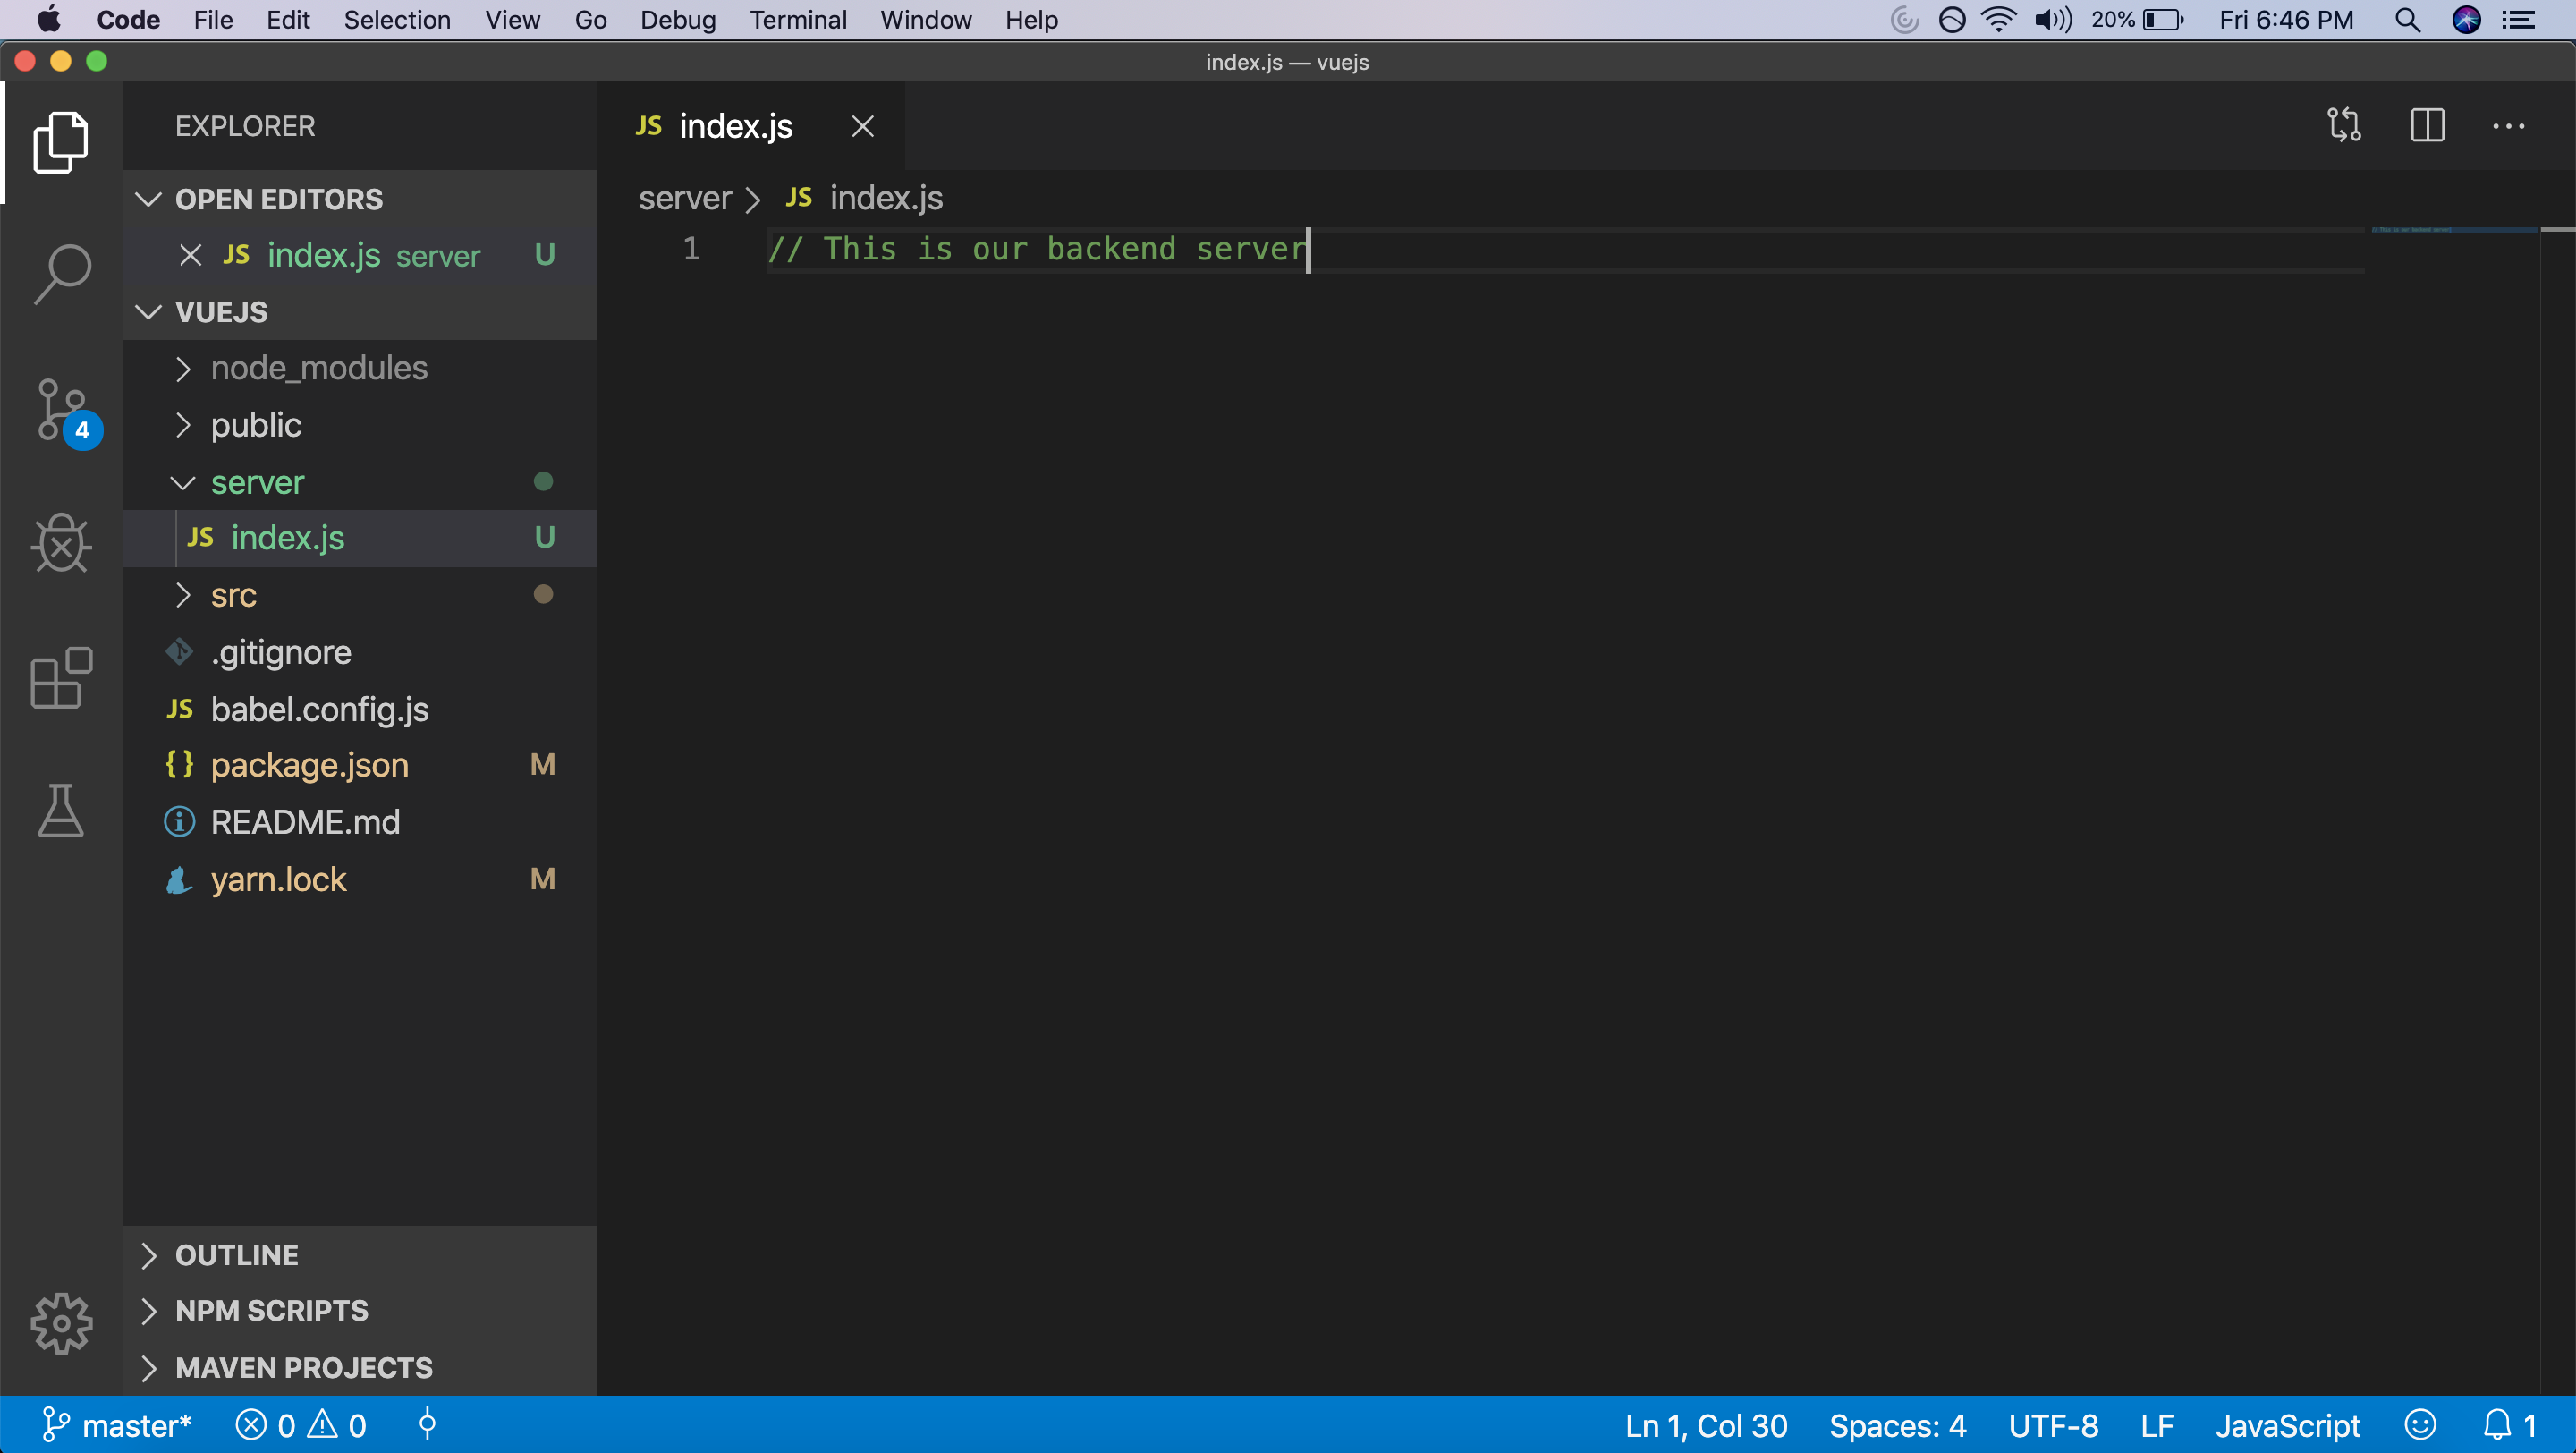 Code File Edit Selection View Go Debug Terminal Window Help 20% Fri 6:46 PM
index.js — vuejs
EXPLORER
OPEN EDITORS
JS index.js server U
VUEJS
node_modules
public
server
JS index.js U
src
.gitignore
JS babel.config.js
{} package.json M
README.md
yarn.lock M
OUTLINE
NPM SCRIPTS
MAVEN PROJECTS
4
JS index.js
server > JS index.js
1 // This is our backend server
master* 0 0 Ln 1, Col 30 Spaces: 4 UTF-8 LF JavaScript 1